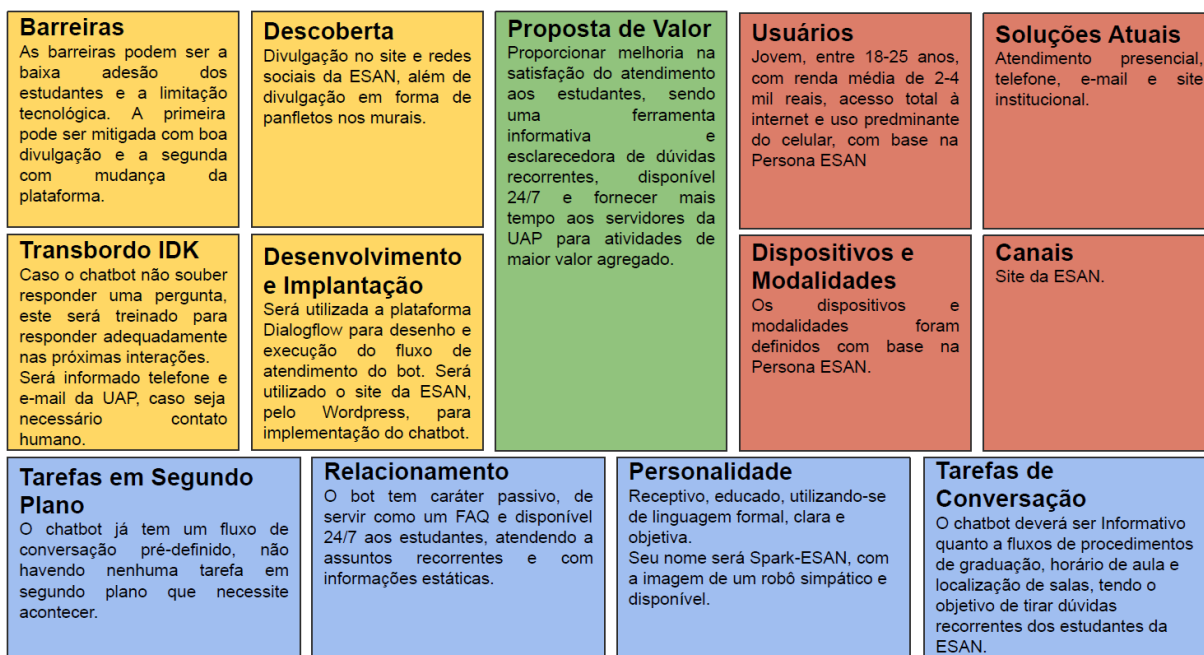 Barreiras
As barreiras podem ser a
baixa adesão dos
estudantes e a limitação
tecnológica. A primeira
pode ser mitigada com boa
divulgação e a segunda
com mudança da
plataforma.
Descoberta
Divulgação no site e redes
sociais da ESAN, além de
divulgação em forma de
panfletos nos murais.
Proposta de Valor
Proporcionar melhoria na
satisfação do atendimento
aos estudantes, sendo
uma ferramenta
informativa e
esclarecedora de dúvidas
recorrentes, disponível
24/7 e fornecer mais
tempo aos servidores da
UAP para atividades de
maior valor agregado.
Usuários
Jovem, entre 18-25 anos,
com renda média de 2-4
mil reais, acesso total à
internet e uso predminante
do celular, com base na
Persona ESAN
Soluções Atuais
Atendimento presencial,
telefone, e-mail e site
institucional.
Transbordo IDK
Caso o chatbot não souber
responder uma pergunta,
este será treinado para
responder adequadamente
nas próximas interações.
Será informado telefone e
e-mail da UAP, caso seja
necessário contato
humano.
Desenvolvimento
e Implantação
Será utilizada a plataforma
Dialogflow para desenho e
execução do fluxo de
atendimento do bot. Será
utilizado o site da ESAN,
pelo Wordpress, para
implementação do chatbot.
Dispositivos e
Modalidades
Os dispositivos e
modalidades foram
definidos com base na
Persona ESAN.
Canais
Site da ESAN.
Tarefas em Segundo
Plano
O chatbot já tem um fluxo de
conversação pré-definido, não
havendo nenhuma tarefa em
segundo plano que necessite
acontecer.
Relacionamento
O bot tem caráter passivo, de
servir como um FAQ e disponível
24/7 aos estudantes, atendendo a
assuntos recorrentes e com
informações estáticas.
Personalidade
Receptivo, educado, utilizando-se
de linguagem formal, clara e
objetiva.
Seu nome será Spark-ESAN, com
a imagem de um robô simpático e
disponível.
Tarefas de
Conversação
O chatbot deverá ser Informativo
quanto a fluxos de procedimentos
de graduação, horário de aula e
localização de salas, tendo o
objetivo de tirar dúvidas
recorrentes dos estudantes da
ESAN.